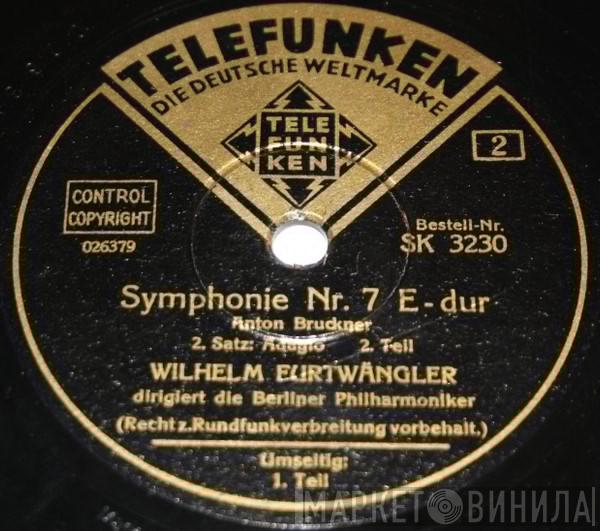 TELEFUNKEN
DIE DEUTSCHE WELTMARKE
TELE
FUN
KEN
2
CONTROL
COPYRIGHT
026379
Bestell-Nr.
SK 3230
Symphonie Nr. 7 E-dur
Anton Bruckner
2. Satz: Adagio 2. Teil
WILHELM FURTWÄNGLER
dirigiert die Berliner Philharmoniker
(Recht z. Rundfunkverbreitung vorbehalt.)
Umseitig:
1. Teil
МАРКЕТ ВИНИЛА